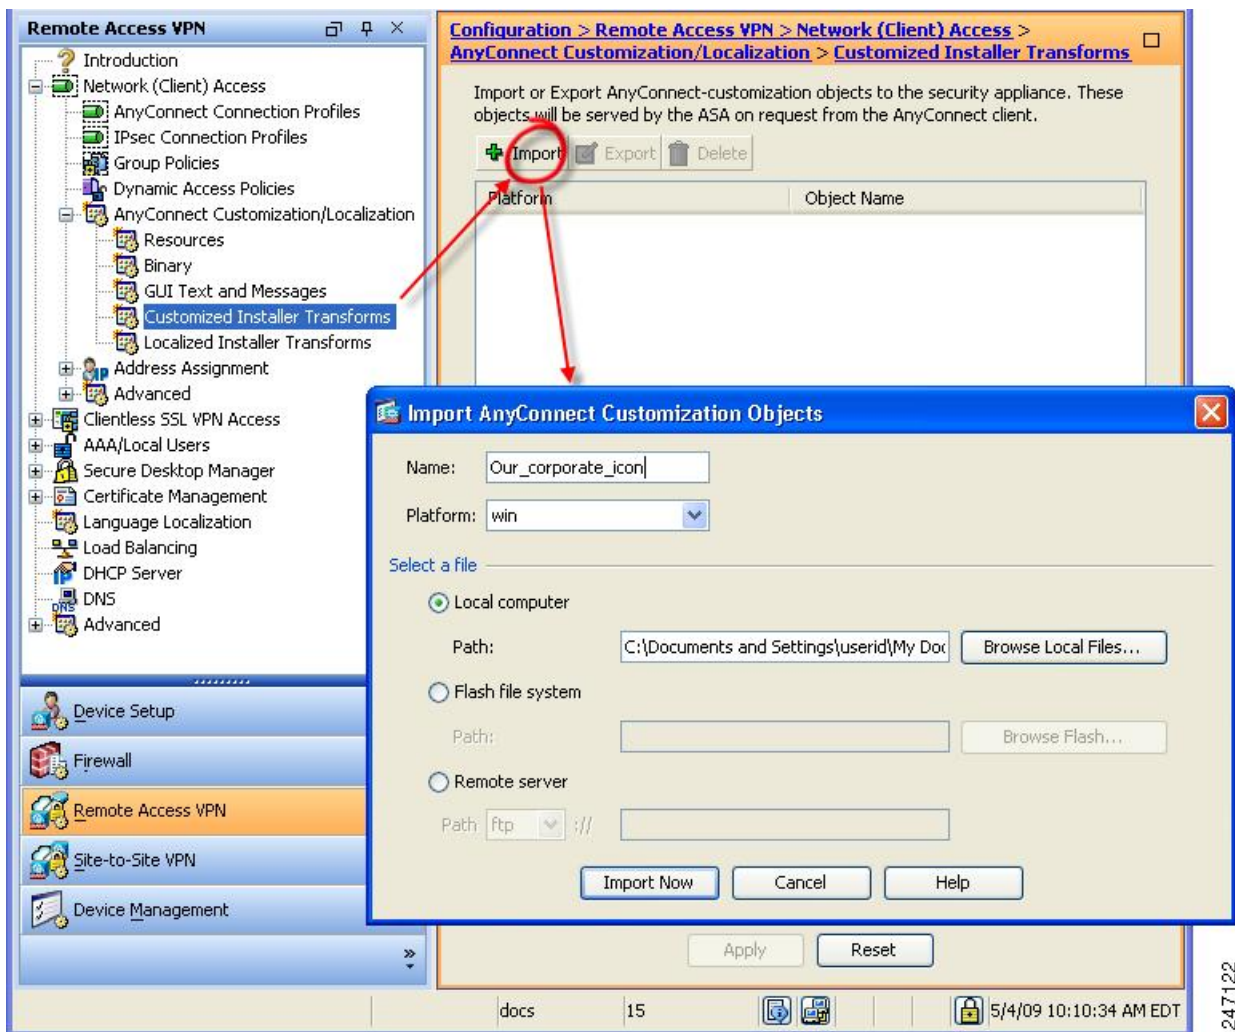 Remote Access VPN
Introduction
Network (Client) Access
AnyConnect Connection Profiles
IPsec Connection Profiles
Group Policies
Dynamic Access Policies
AnyConnect Customization/Localization
Resources
Binary
GUI Text and Messages
Customized Installer Transforms
Localized Installer Transforms
Address Assignment
Advanced
Clientless SSL VPN Access
AAA/Local Users
Secure Desktop Manager
Certificate Management
Language Localization
Load Balancing
DHCP Server
DNS
Advanced
Device Setup
Firewall
Remote Access VPN
Site-to-Site VPN
Device Management
Configuration > Remote Access VPN > Network (Client) Access >
AnyConnect Customization/Localization > Customized Installer Transforms
Import or Export AnyConnect-customization objects to the security appliance. These
objects will be served by the ASA on request from the AnyConnect client.
Import Export Delete
Platform Object Name
Import AnyConnect Customization Objects
Name: Our_corporate_icon
Platform: win
Select a file
Local computer
Path: C:\Documents and Settings\userid\My Doc Browse Local Files...
Flash file system
Path: Browse Flash...
Remote server
Path ftp ://
Import Now Cancel Help
Apply Reset
docs 15 5/4/09 10:10:34 AM EDT
247122